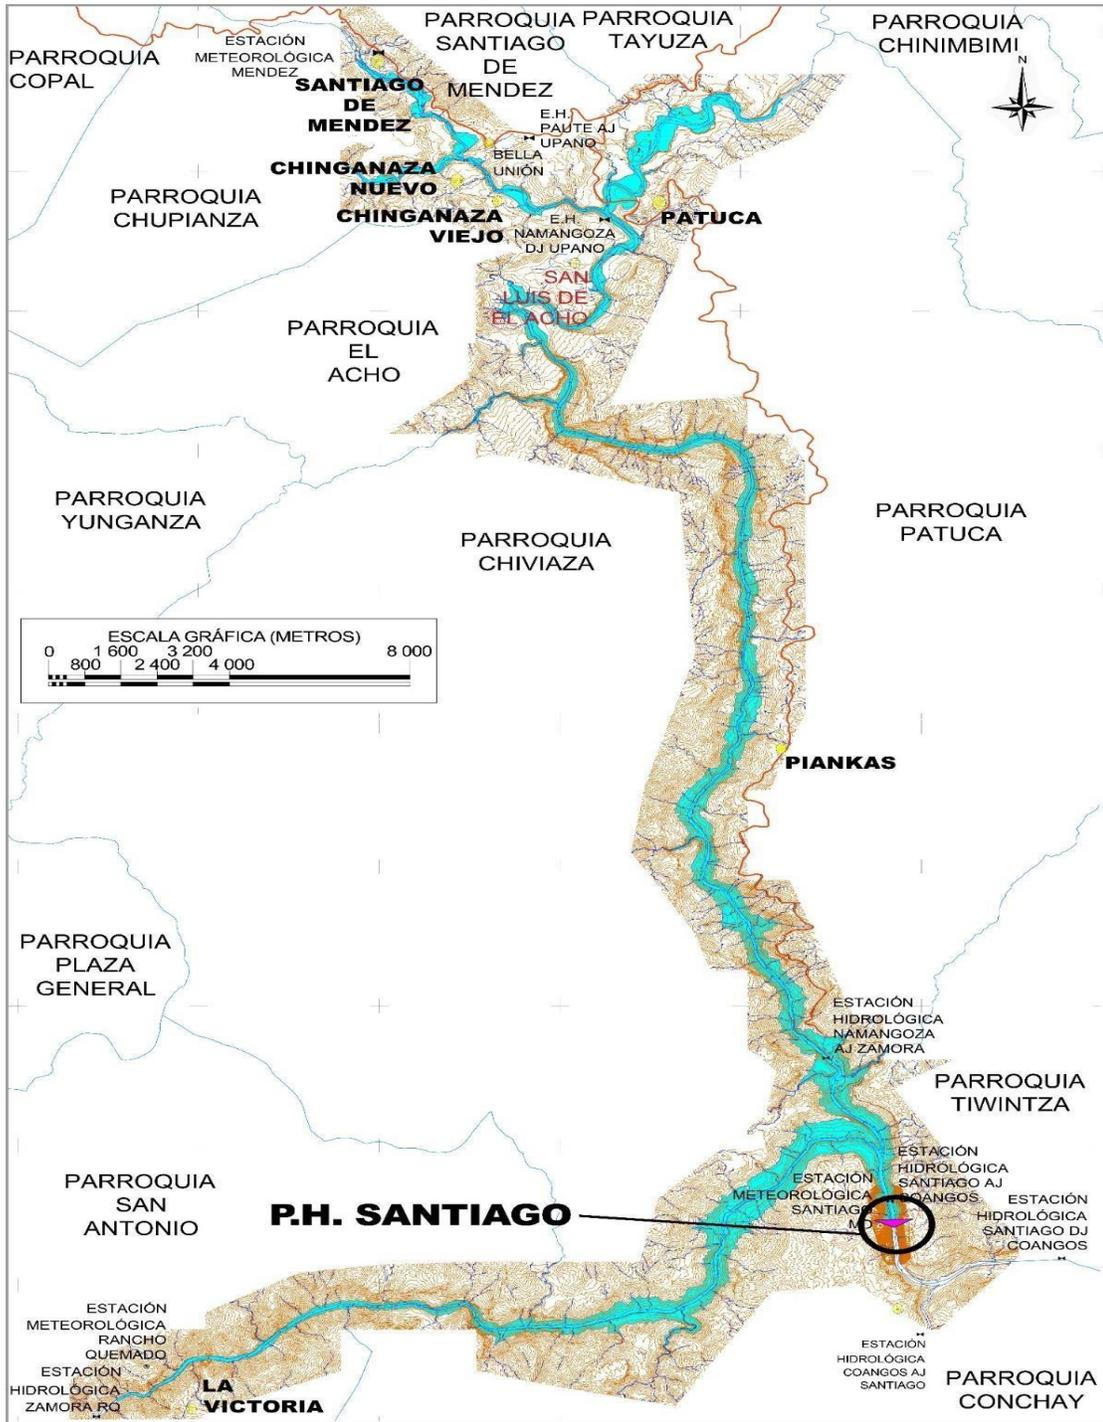 PARROQUIA
COPAL
ESTACIÓN
METEOROLÓGICA
MENDEZ
PARROQUIA
SANTIAGO
DE
MENDEZ
PARROQUIA
TAYUZA
PARROQUIA
CHINIMBIMI
N
SANTIAGO
DE
MENDEZ
E.H.
PAUTE AJ
UPANO
BELLA
UNIÓN
CHINGANAZA
NUEVO
PARROQUIA
CHUPIANZA
CHINGANAZA
VIEJO
E.H.
NAMANGOZA
DJ UPANO
PATUCA
SAN
LUIS DE
EL ACHO
PARROQUIA
EL
ACHO
PARROQUIA
YUNGANZA
PARROQUIA
CHIVIAZA
PARROQUIA
PATUCA
ESCALA GRÁFICA (METROS)
0 1 600 3 200 8 000
800 2 400 4 000
PIANKAS
PARROQUIA
PLAZA
GENERAL
ESTACIÓN
HIDROLÓGICA
NAMANGOZA
AJ ZAMORA
PARROQUIA
TIWINTZA
PARROQUIA
SAN
ANTONIO
ESTACIÓN
HIDROLÓGICA
SANTIAGO AJ
COANGOS
ESTACIÓN
METEOROLÓGICA
SANTIAGO
MO
ESTACIÓN
HIDROLÓGICA
SANTIAGO DJ
COANGOS
P.H. SANTIAGO
ESTACIÓN
METEOROLÓGICA
RANCHO
QUEMADO
ESTACIÓN
HIDROLÓGICA
ZAMORA RQ
LA
VICTORIA
ESTACIÓN
HIDROLÓGICA
COANGOS AJ
SANTIAGO
PARROQUIA
CONCHAY